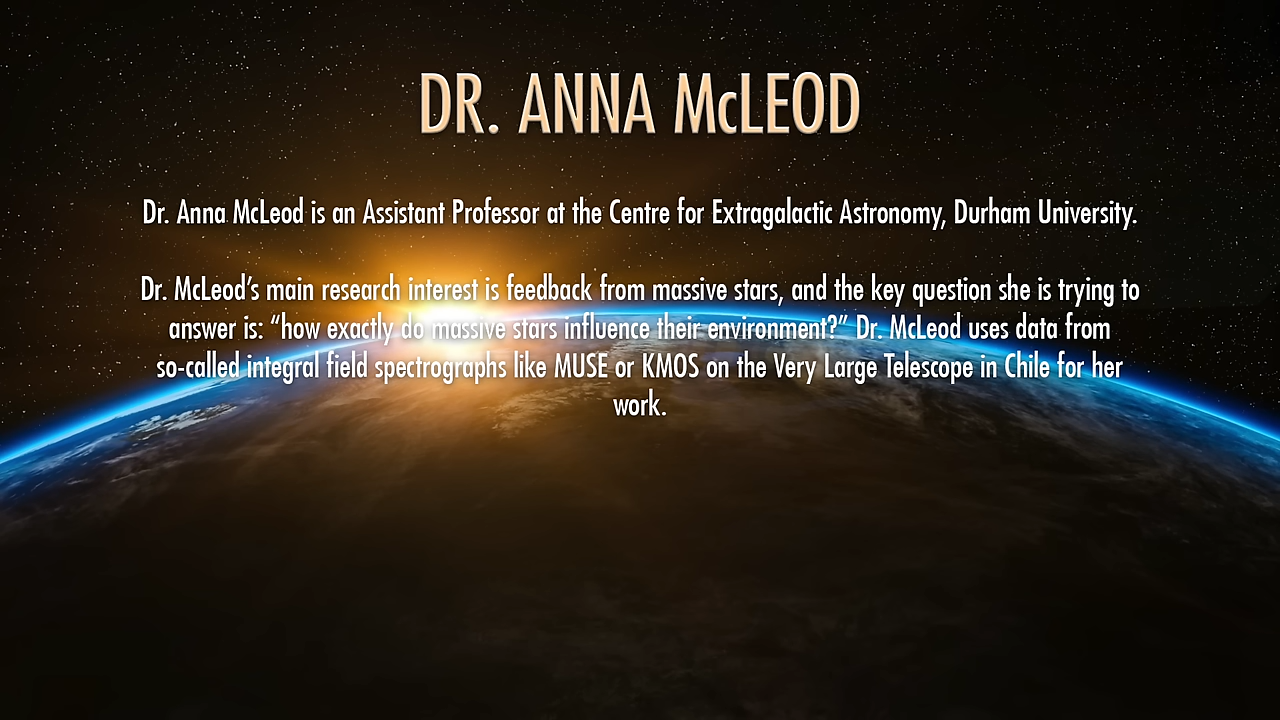 DR. ANNA McLEOD
Dr. Anna McLeod is an Assistant Professor at the Centre for Extragalactic Astronomy, Durham University.
Dr. McLeod’s main research interest is feedback from massive stars, and the key question she is trying to
answer is: “how exactly do massive stars influence their environment?” Dr. McLeod uses data from
so-called integral field spectrographs like MUSE or KMOS on the Very Large Telescope in Chile for her
work.